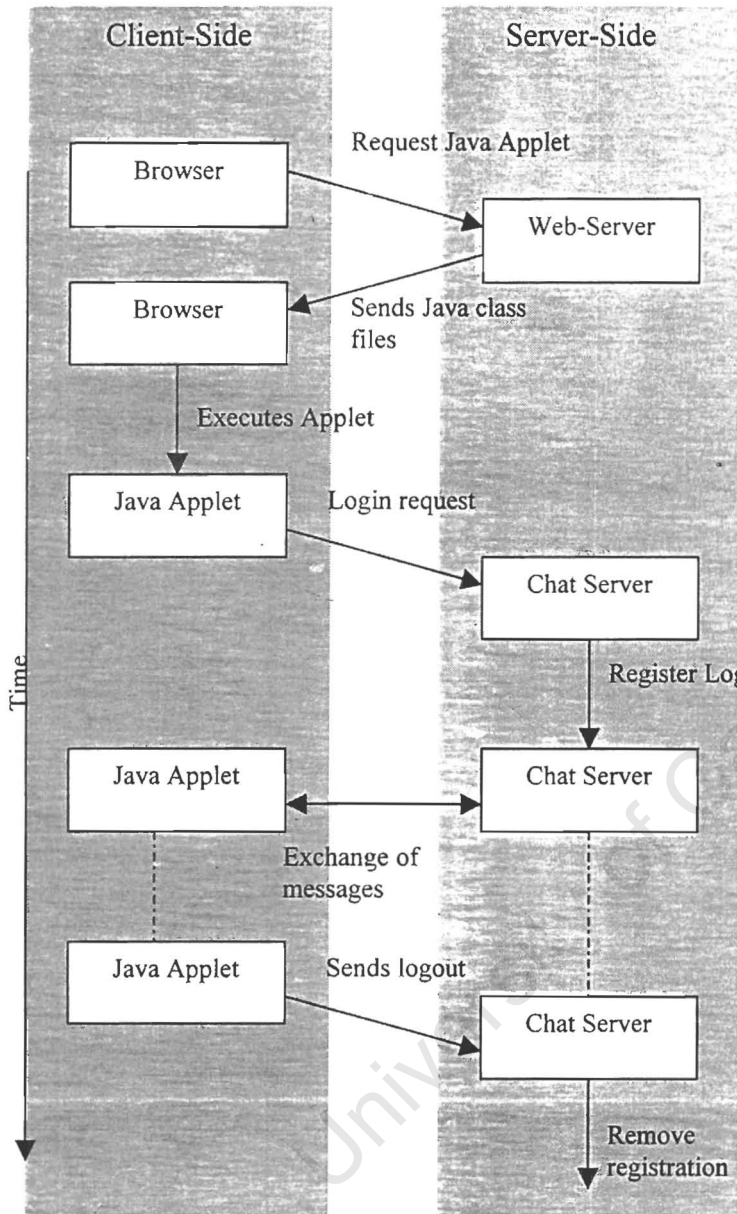 Client-Side
Server-Side
Request Java Applet
Browser
Web-Server
Browser
Sends Java class
files
Executes Applet
Java Applet
Login request
Chat Server
Time
Register Log
Java Applet
Chat Server
Exchange of
messages
Java Applet
Sends logout
Chat Server
Remove
registration